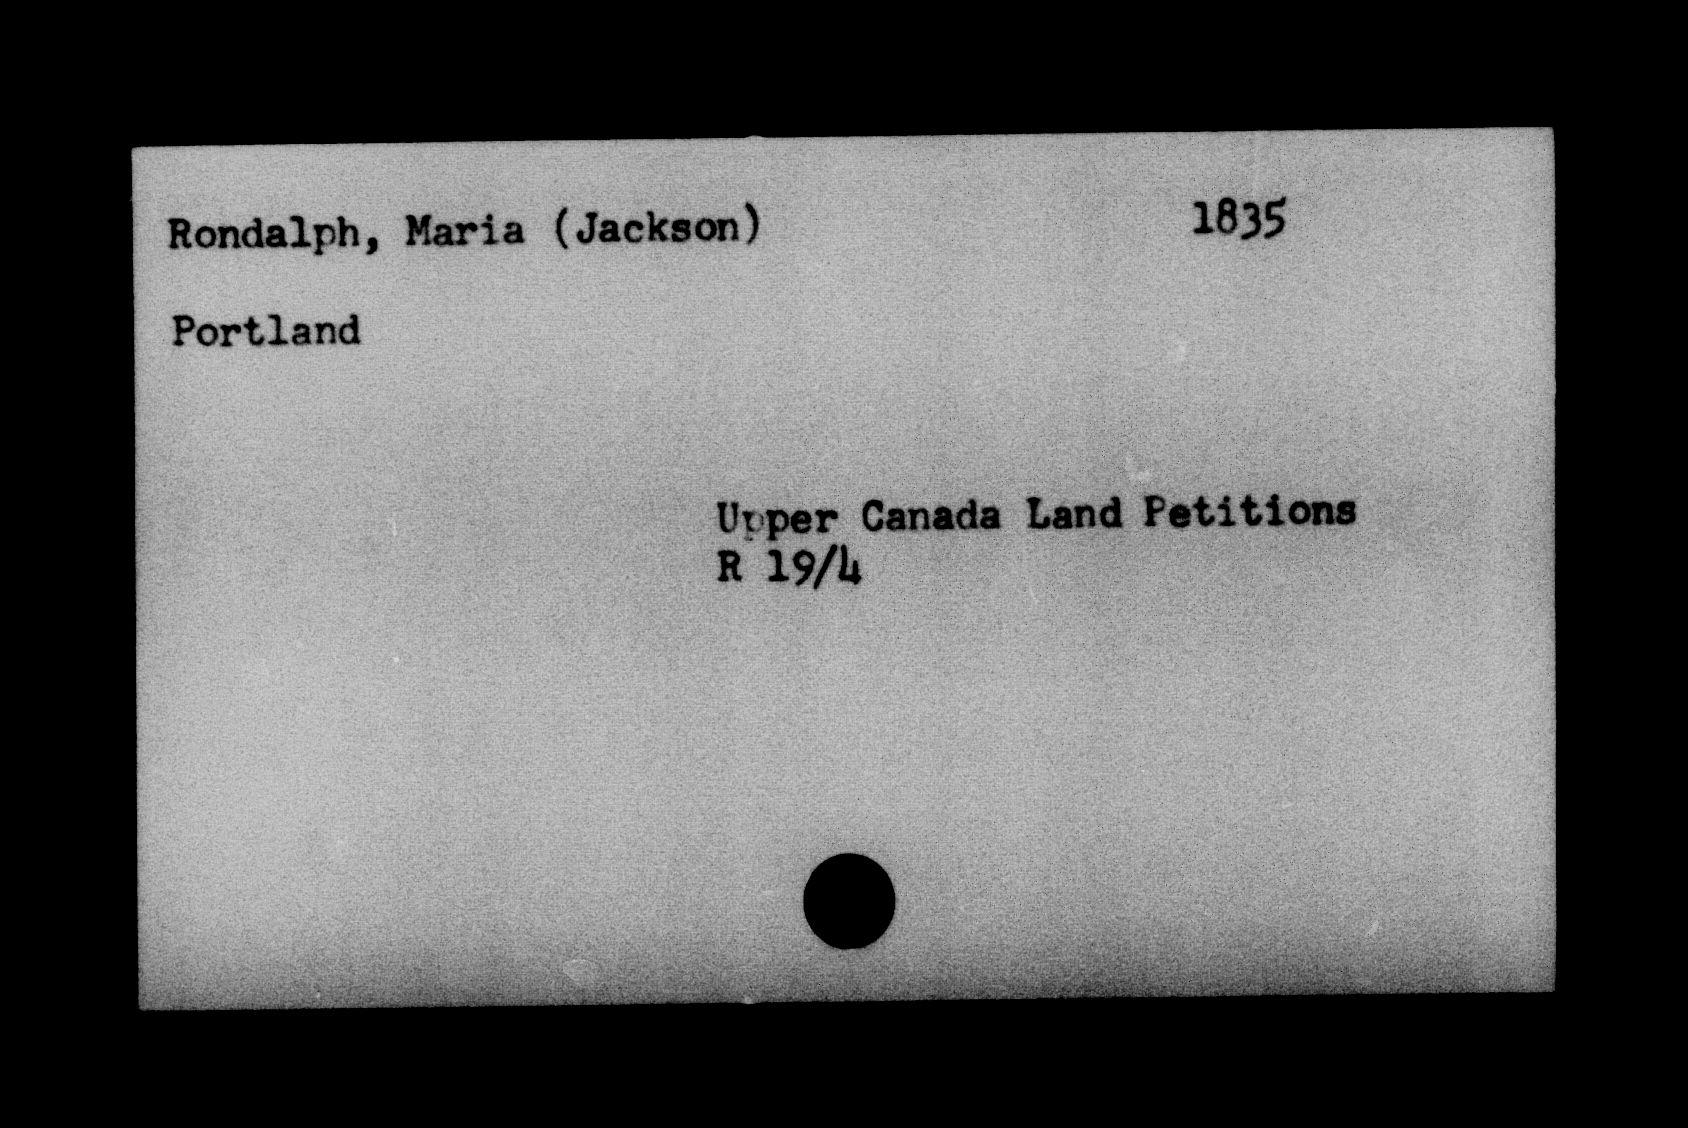 Rondalph, Maria (Jackson) 1835
Portland
Upper Canada Land Petitions
R 19/4